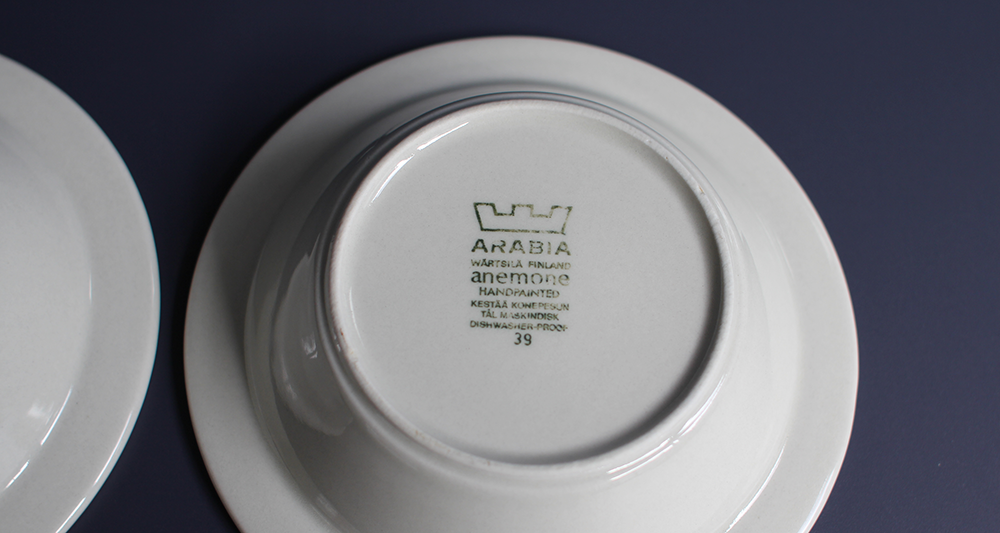 ARABIA
WÄRTSILÄ FINLAND
anemone
HANDPAINTED
KESTÄÄ KONEPESUN
TÅL MASKINDISK
DISHWASHER-PROOF
39